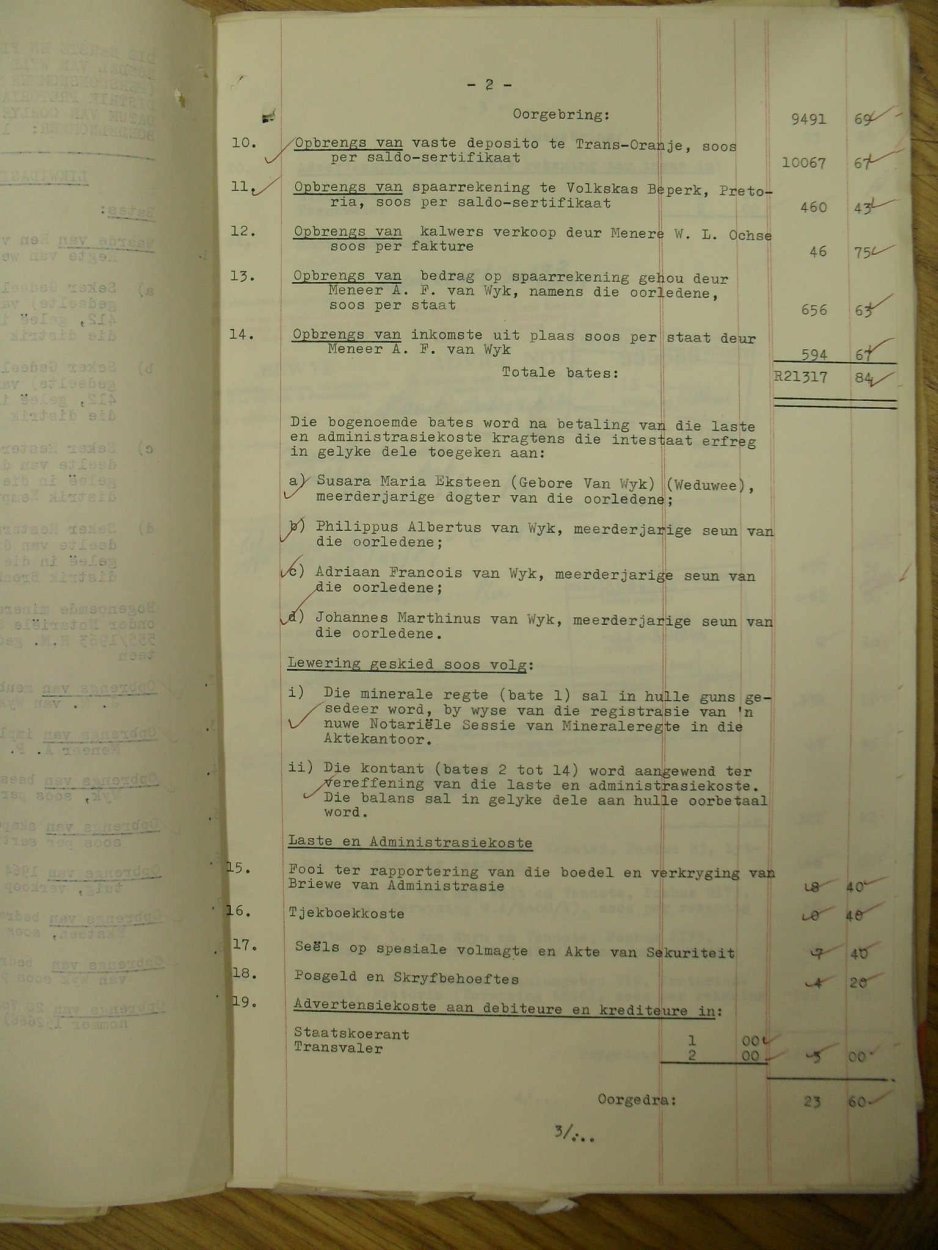 - 2 -
Oorgebring: 9491 69
10. Opbrengs van vaste deposito te Trans-Oranje, soos
per saldo-sertifikaat 10067 67
11. Opbrengs van spaarrekening te Volkskas Beperk, Preto-
ria, soos per saldo-sertifikaat 460 43
12. Opbrengs van kalwers verkoop deur Menere W. L. Ochse
soos per fakture 46 75
13. Opbrengs van bedrag op spaarrekening gehou deur
Meneer A. F. van Wyk, namens die oorledene,
soos per staat 656 63
14. Opbrengs van inkomste uit plaas soos per staat deur
Meneer A. F. van Wyk 594 67
Totale bates: R21317 84
Die bogenoemde bates word na betaling van die laste
en administrasiekoste kragtens die intestaat erfreg
in gelyke dele toegeken aan:
a) Susara Maria Eksteen (Gebore Van Wyk) (Weduwee),
meerderjarige dogter van die oorledene;
b) Philippus Albertus van Wyk, meerderjarige seun van
die oorledene;
c) Adriaan Francois van Wyk, meerderjarige seun van
die oorledene;
d) Johannes Marthinus van Wyk, meerderjarige seun van
die oorledene.
Lewering geskied soos volg:
i) Die minerale regte (bate 1) sal in hulle guns ge-
sedeer word, by wyse van die registrasie van 'n
nuwe Notariële Sessie van Mineraleregte in die
Aktekantoor.
ii) Die kontant (bates 2 tot 14) word aangewend ter
vereffening van die laste en administrasiekoste.
Die balans sal in gelyke dele aan hulle oorbetaal
word.
Laste en Administrasiekoste
15. Fooi ter rapportering van die boedel en verkryging van
Briewe van Administrasie 8 40
16. Tjekboekkoste 0 40
17. Seëls op spesiale volmagte en Akte van Sekuriteit 7 40
18. Posgeld en Skryfbehoeftes 4 20
19. Advertensiekoste aan debiteure en krediteure in:
Staatskoerant 1 00
Transvaler 2 00 3 00
Oorgedra: 23 60
3/...